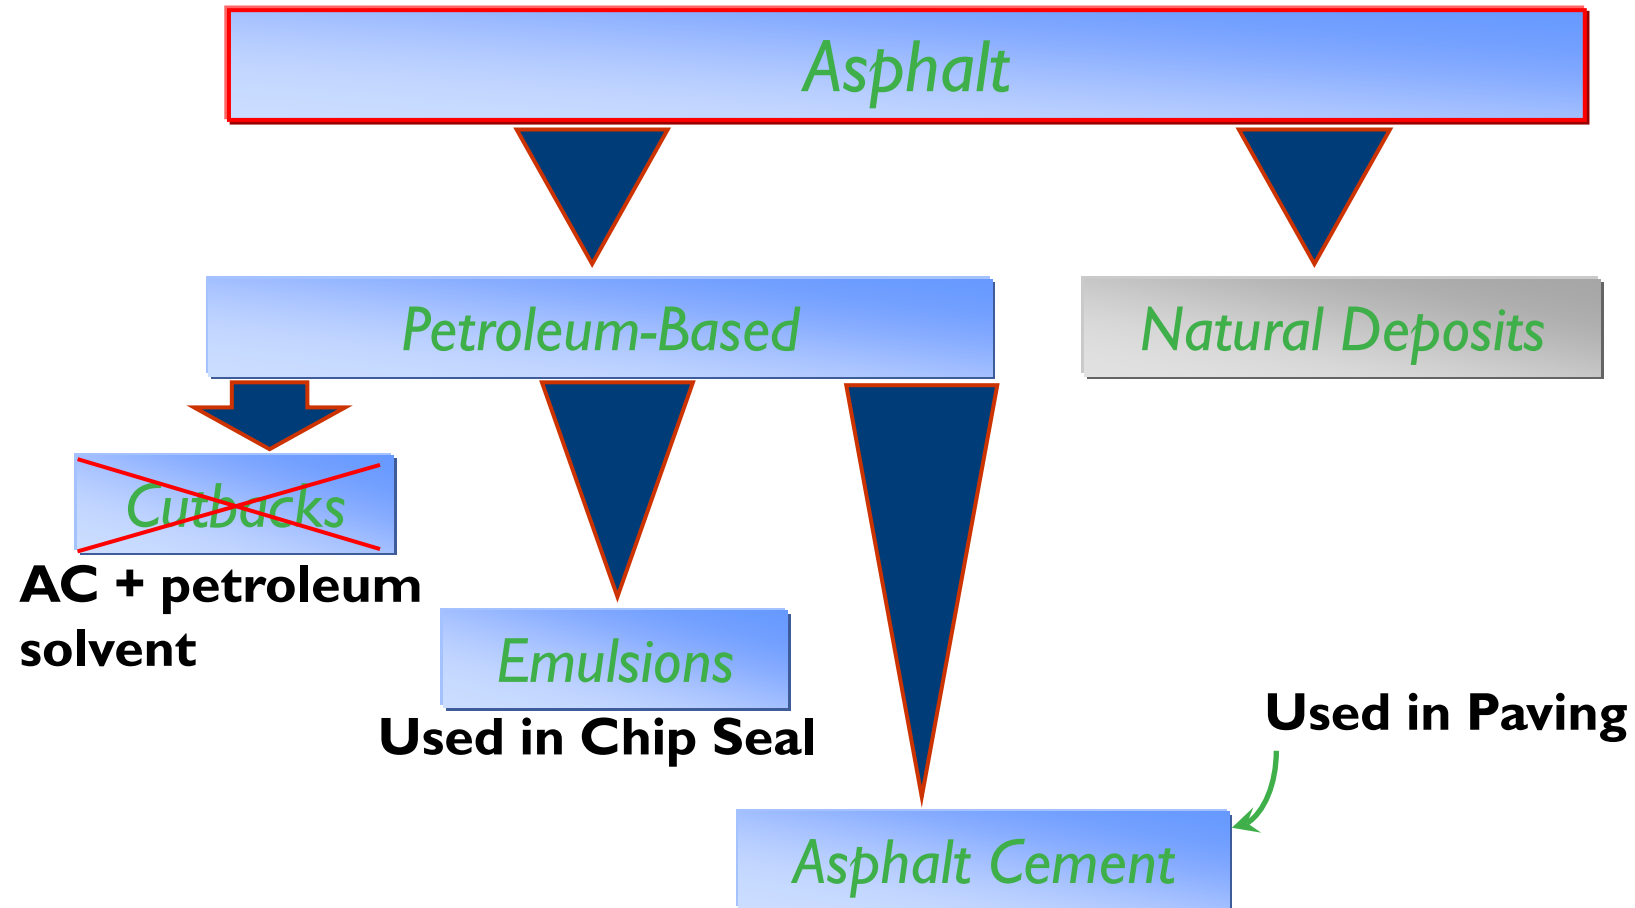 Asphalt
Petroleum-Based
Natural Deposits
Cutbacks
AC + petroleum
solvent
Emulsions
Used in Chip Seal
Used in Paving
Asphalt Cement